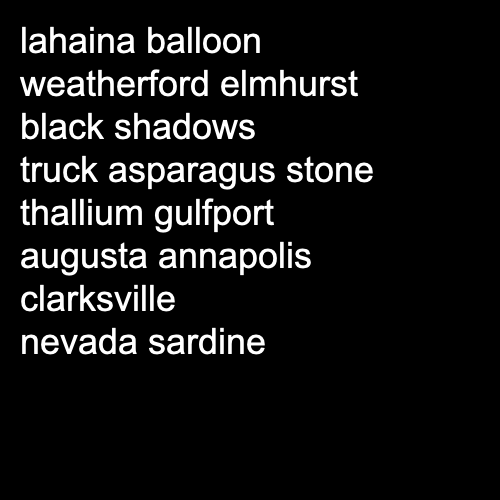 lahaina balloon
weatherford elmhurst
black shadows
truck asparagus stone
thallium gulfport
augusta annapolis
clarksville
nevada sardine